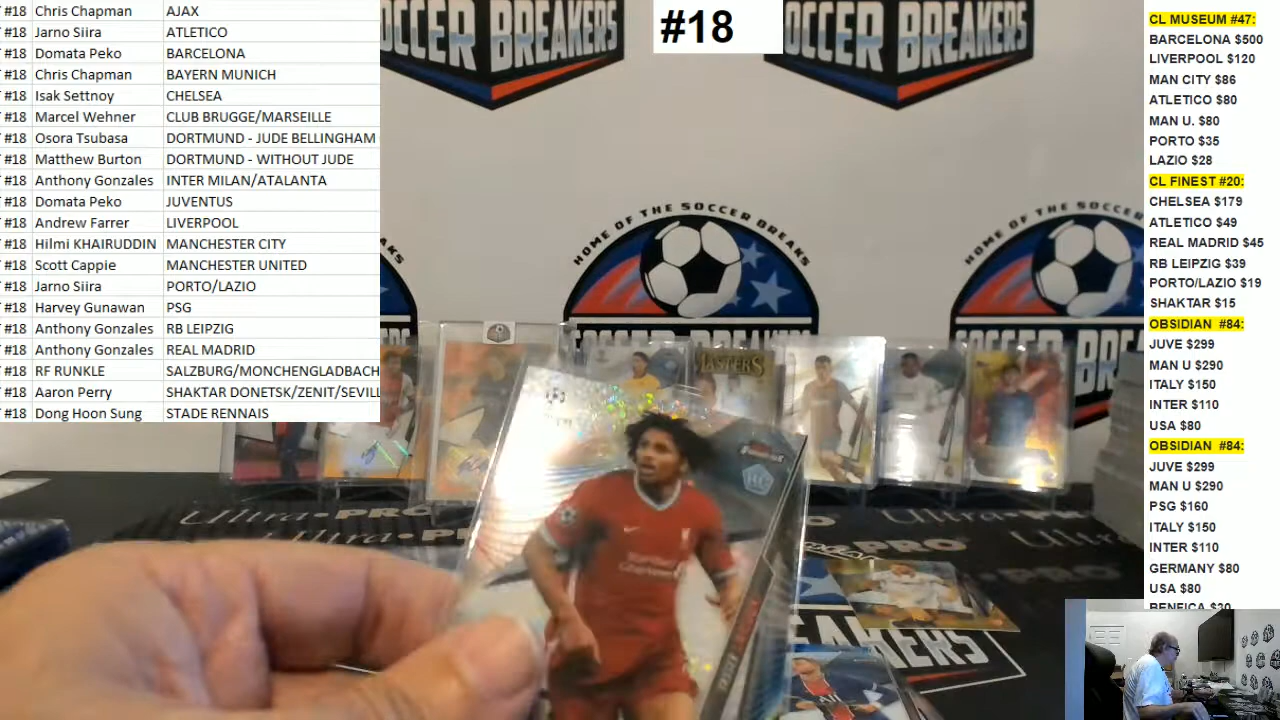 #18 Chris Chapman AJAX
#18 Jarno Siira ATLETICO
#18 Domata Peko BARCELONA
#18 Chris Chapman BAYERN MUNICH
#18 Isak Settnoy CHELSEA
#18 Marcel Wehner CLUB BRUGGE/MARSEILLE
#18 Osora Tsubasa DORTMUND - JUDE BELLINGHAM
#18 Matthew Burton DORTMUND - WITHOUT JUDE
#18 Anthony Gonzales INTER MILAN/ATALANTA
#18 Domata Peko JUVENTUS
#18 Andrew Farrer LIVERPOOL
#18 Hilmi KHAIRUDDIN MANCHESTER CITY
#18 Scott Cappie MANCHESTER UNITED
#18 Jarno Siira PORTO/LAZIO
#18 Harvey Gunawan PSG
#18 Anthony Gonzales RB LEIPZIG
#18 Anthony Gonzales REAL MADRID
#18 RF RUNKLE SALZBURG/MONCHENGLADBACH
#18 Aaron Perry SHAKTAR DONETSK/ZENIT/SEVILL
#18 Dong Hoon Sung STADE RENNAIS
#18
SOCCER BREAKERS
HOME OF THE SOCCER BREAKS
MASTERS
RC
Ultra PRO
CL MUSEUM #47:
BARCELONA $500
LIVERPOOL $120
MAN CITY $86
ATLETICO $80
MAN U. $80
PORTO $35
LAZIO $28
CL FINEST #20:
CHELSEA $179
ATLETICO $49
REAL MADRID $45
RB LEIPZIG $39
PORTO/LAZIO $19
SHAKTAR $15
OBSIDIAN #84:
JUVE $299
MAN U $290
ITALY $150
INTER $110
USA $80
OBSIDIAN #84:
JUVE $299
MAN U $290
PSG $160
ITALY $150
INTER $110
GERMANY $80
USA $80
BENFICA $30